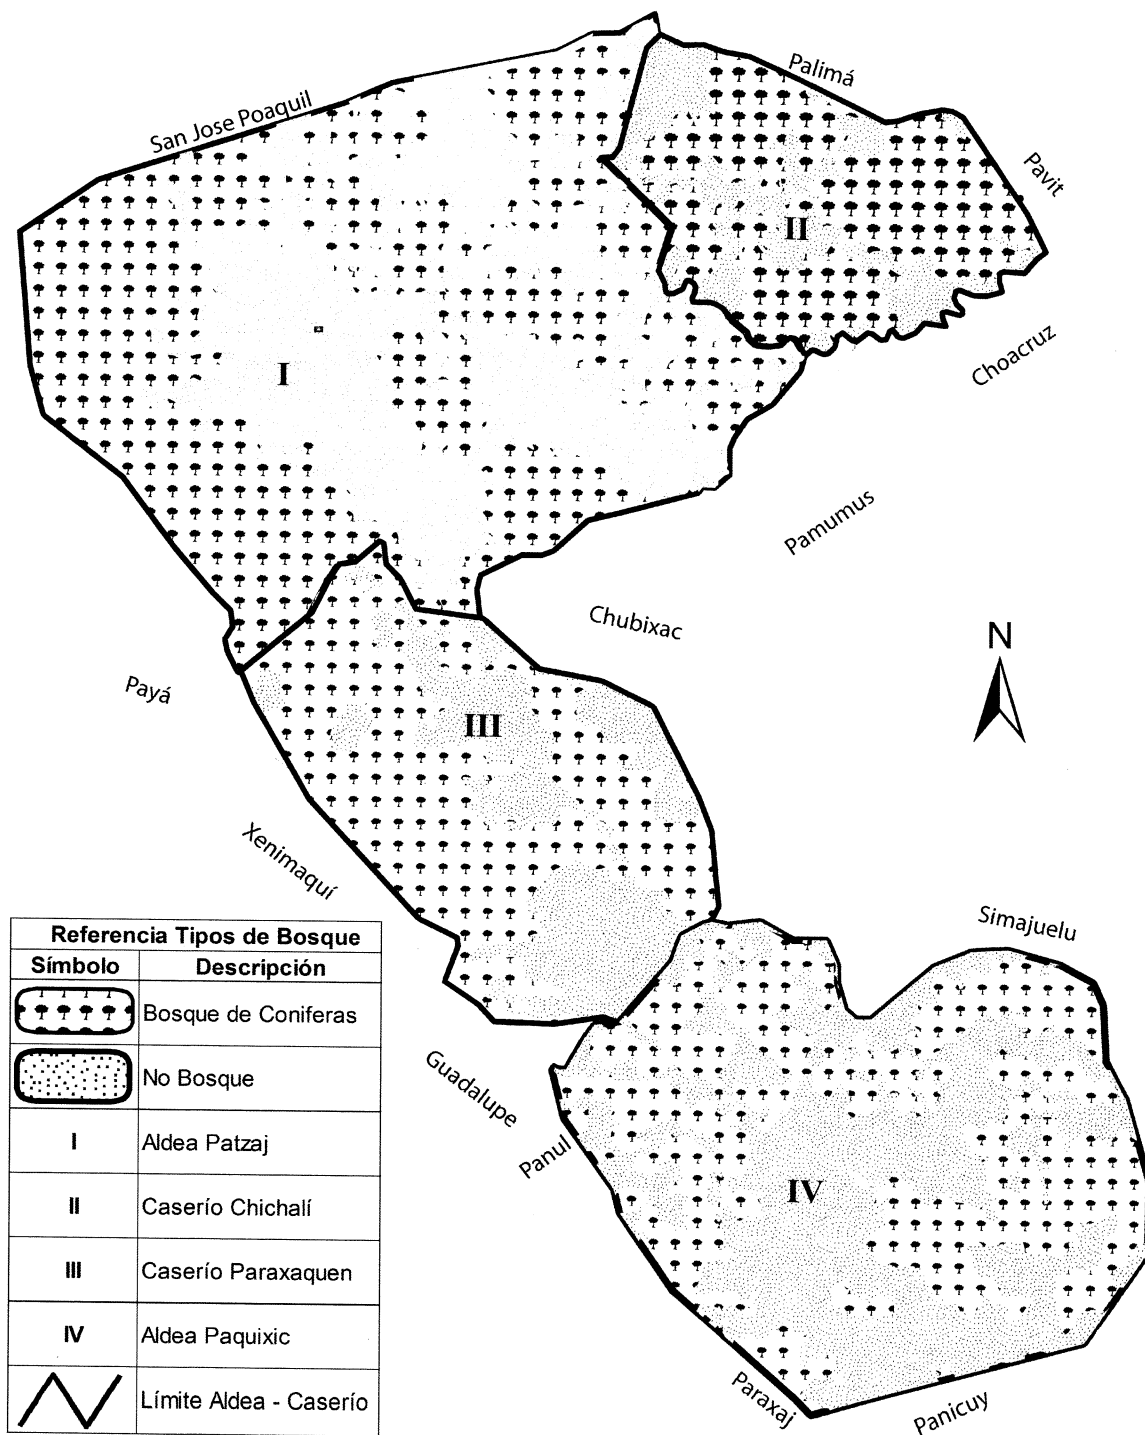 San Jose Poaquil
Palimá
Pavit
II
Choacruz
I
Pamumus
Chubixac
N
Payá
III
Xenimaquí
Simajuelu
Guadalupe
Panul
IV
Paraxaj
Panicuy
Referencia Tipos de Bosque
Símbolo Descripción
Bosque de Coniferas
No Bosque
I Aldea Patzaj
II Caserío Chichalí
III Caserío Paraxaquen
IV Aldea Paquixic
Límite Aldea - Caserío